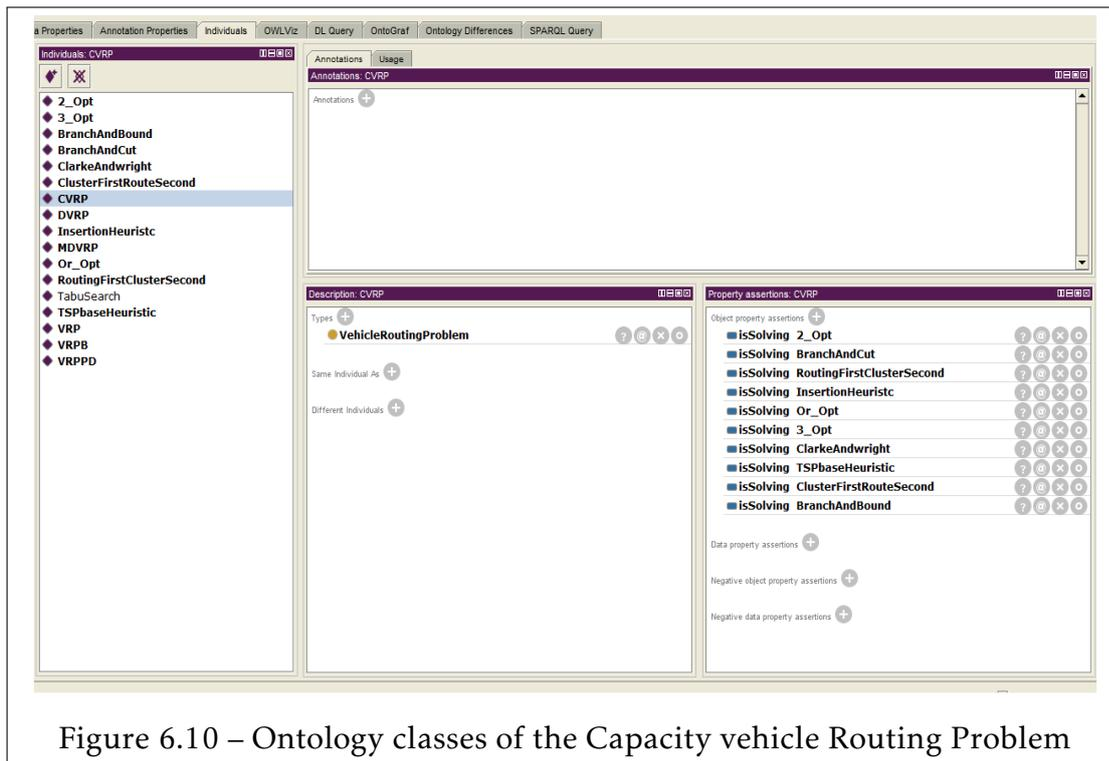 a Properties Annotation Properties Individuals OWLViz DL Query OntoGraf Ontology Differences SPARQL Query
Individuals: CVRP
2_Opt
3_Opt
BranchAndBound
BranchAndCut
ClarkeAndwright
ClusterFirstRouteSecond
CVRP
DVRP
InsertionHeuristc
MDVRP
Or_Opt
RoutingFirstClusterSecond
TabuSearch
TSPbaseHeuristic
VRP
VRPB
VRPPD
Annotations Usage
Annotations: CVRP
Annotations
Description: CVRP
Types
VehicleRoutingProblem
Same Individual As
Different Individuals
Property assertions: CVRP
Object property assertions
isSolving 2_Opt
isSolving BranchAndCut
isSolving RoutingFirstClusterSecond
isSolving InsertionHeuristc
isSolving Or_Opt
isSolving 3_Opt
isSolving ClarkeAndwright
isSolving TSPbaseHeuristic
isSolving ClusterFirstRouteSecond
isSolving BranchAndBound
Data property assertions
Negative object property assertions
Negative data property assertions
Figure 6.10 – Ontology classes of the Capacity vehicle Routing Problem